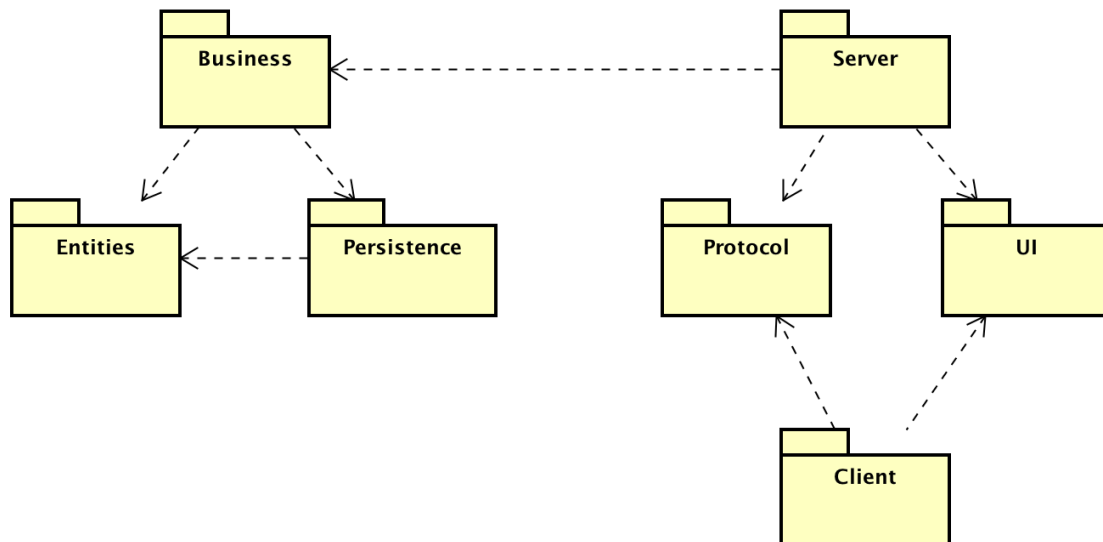 Business
Server
Entities
Persistence
Protocol
UI
Client